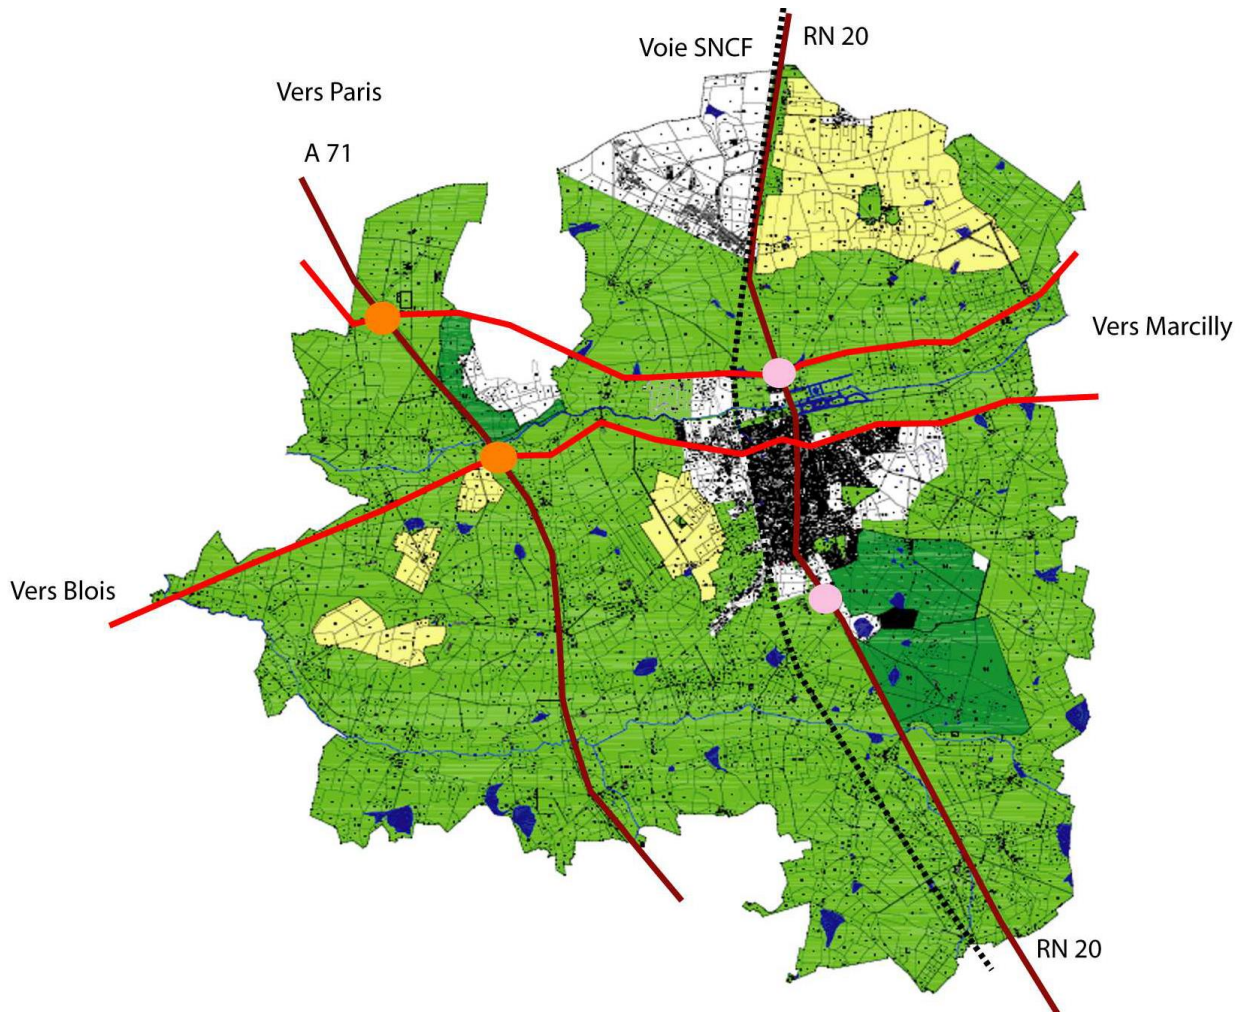 RN 20
Voie SNCF
Vers Paris
A 71
Vers Marcilly
Vers Blois
RN 20